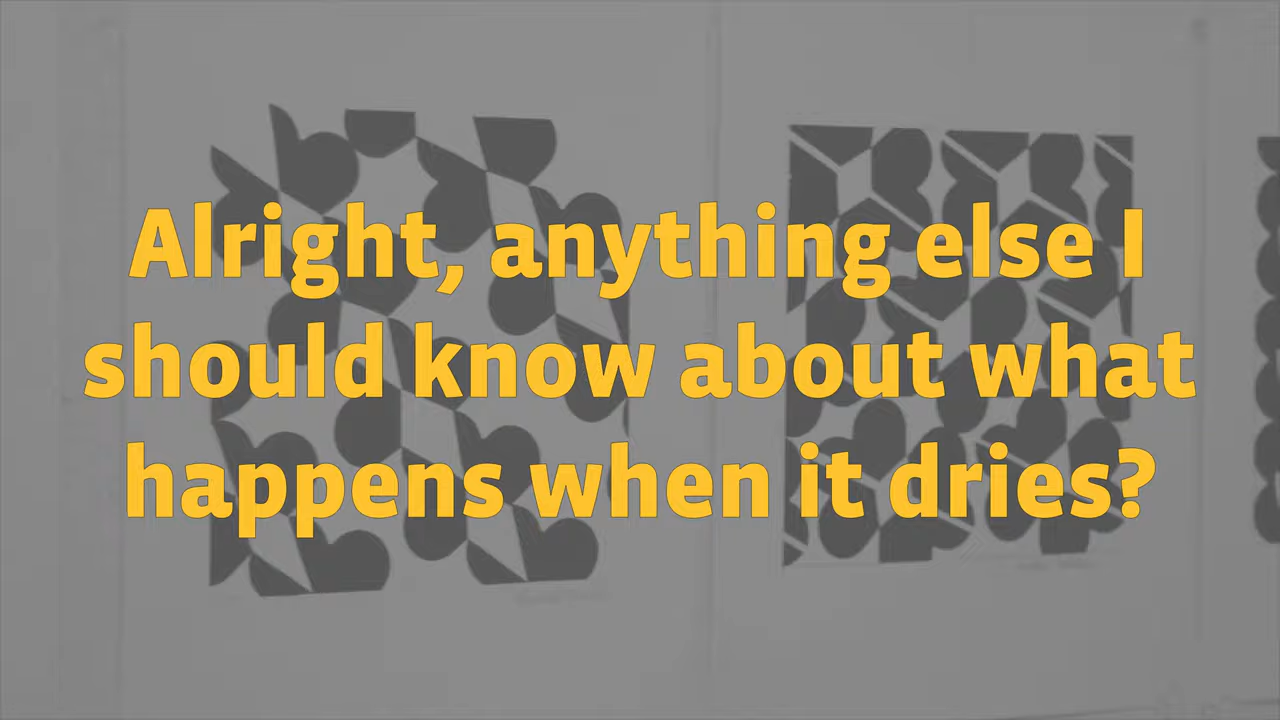 Alright, anything else I
should know about what
happens when it dries?